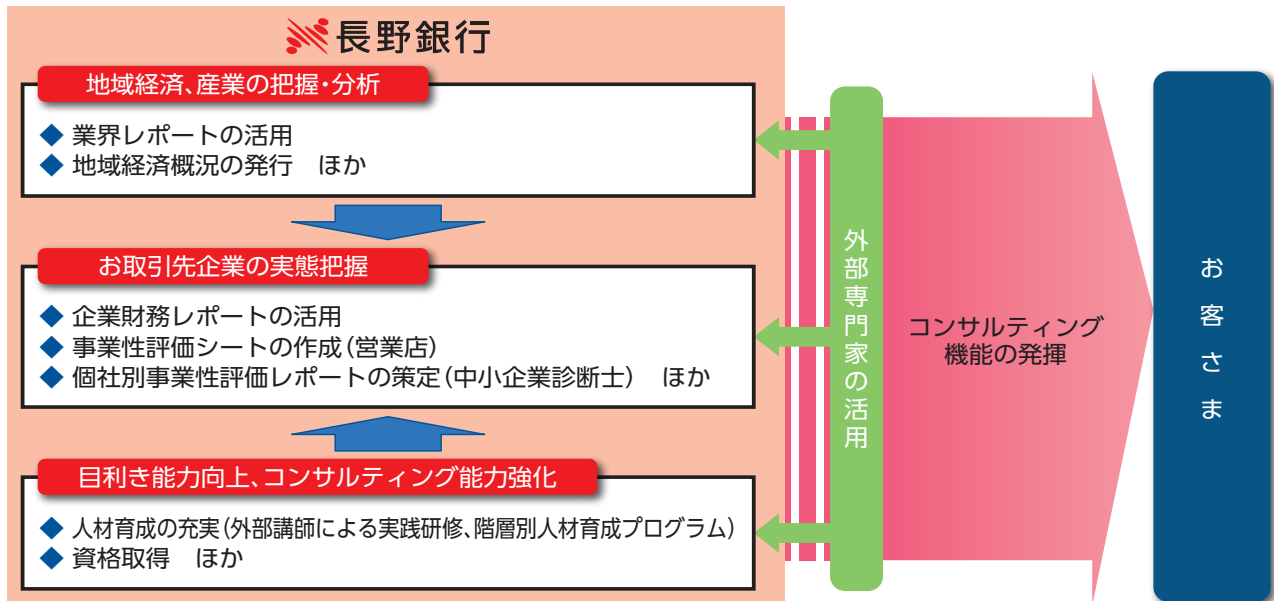 長野銀行
地域経済、産業の把握・分析
◆ 業界レポートの活用
◆ 地域経済概況の発行　ほか
お取引先企業の実態把握
◆ 企業財務レポートの活用
◆ 事業性評価シートの作成(営業店)
◆ 個社別事業性評価レポートの策定(中小企業診断士)　ほか
目利き能力向上、コンサルティング能力強化
◆ 人材育成の充実(外部講師による実践研修、階層別人材育成プログラム)
◆ 資格取得　ほか
外部専門家の活用
コンサルティング
機能の発揮
お客さま